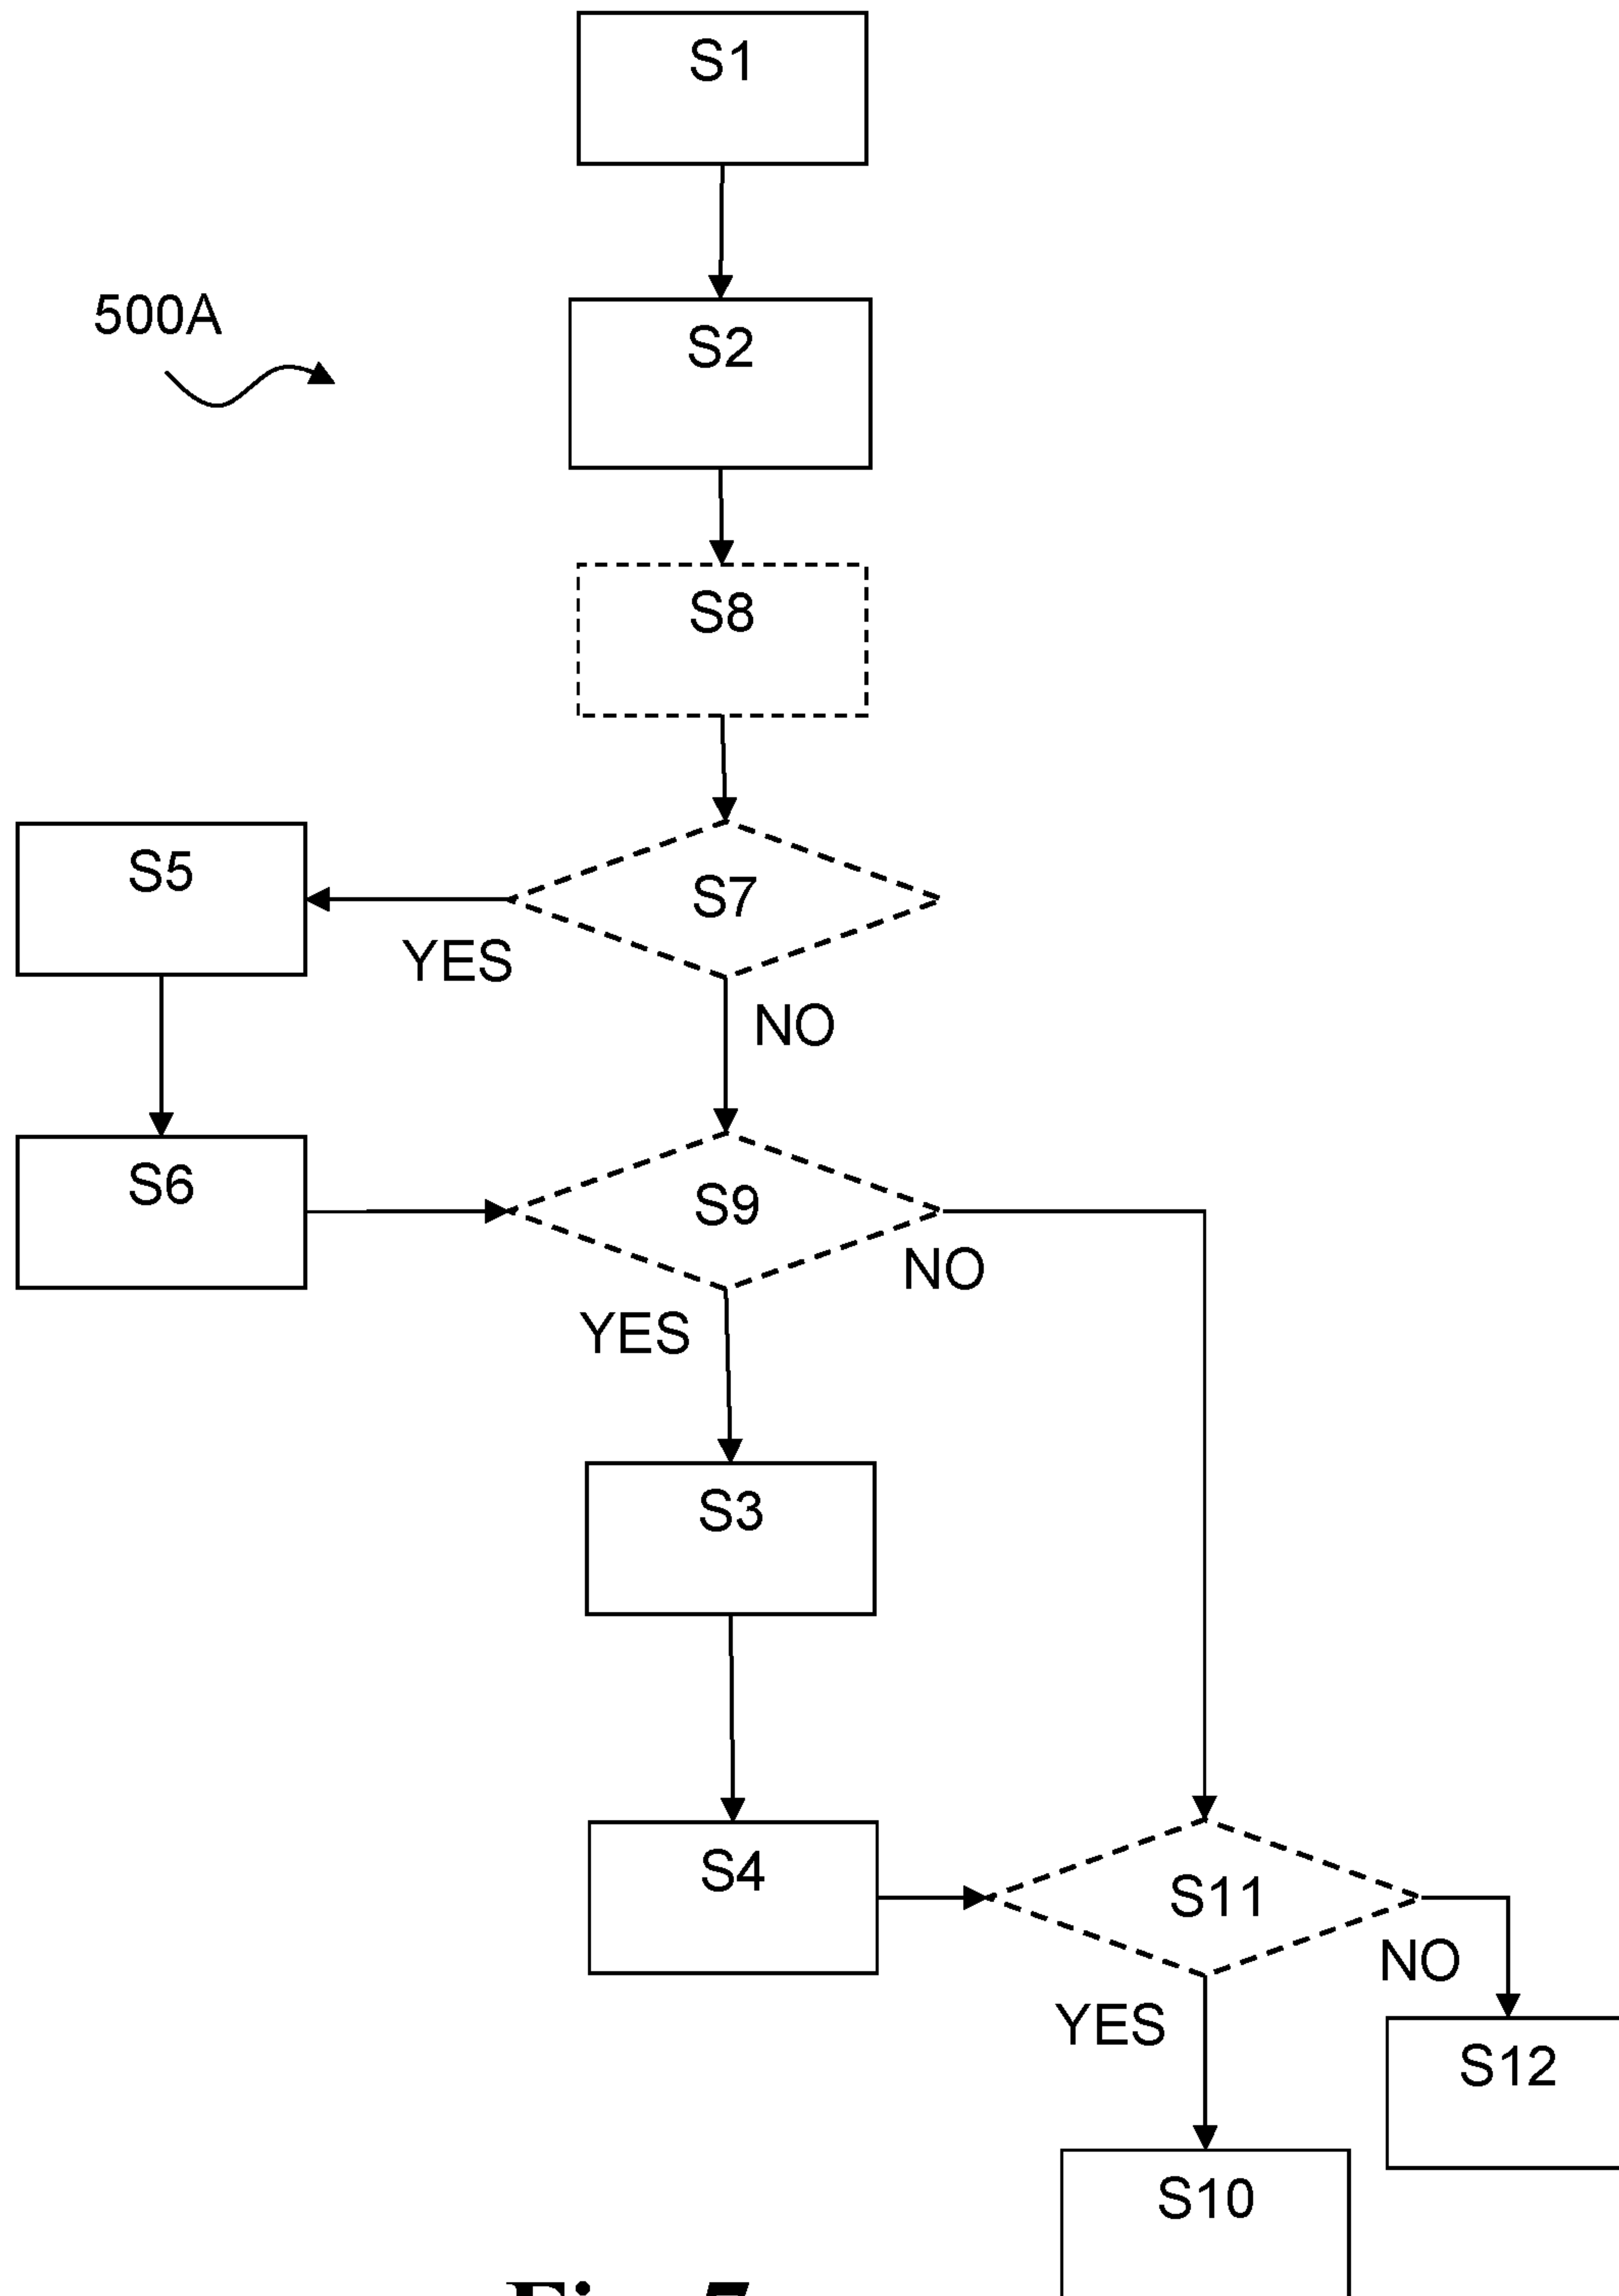 S1
500A
S2
S8
S5
S7
YES
NO
S6
S9
NO
YES
S3
S4
S11
NO
YES
S12
S10